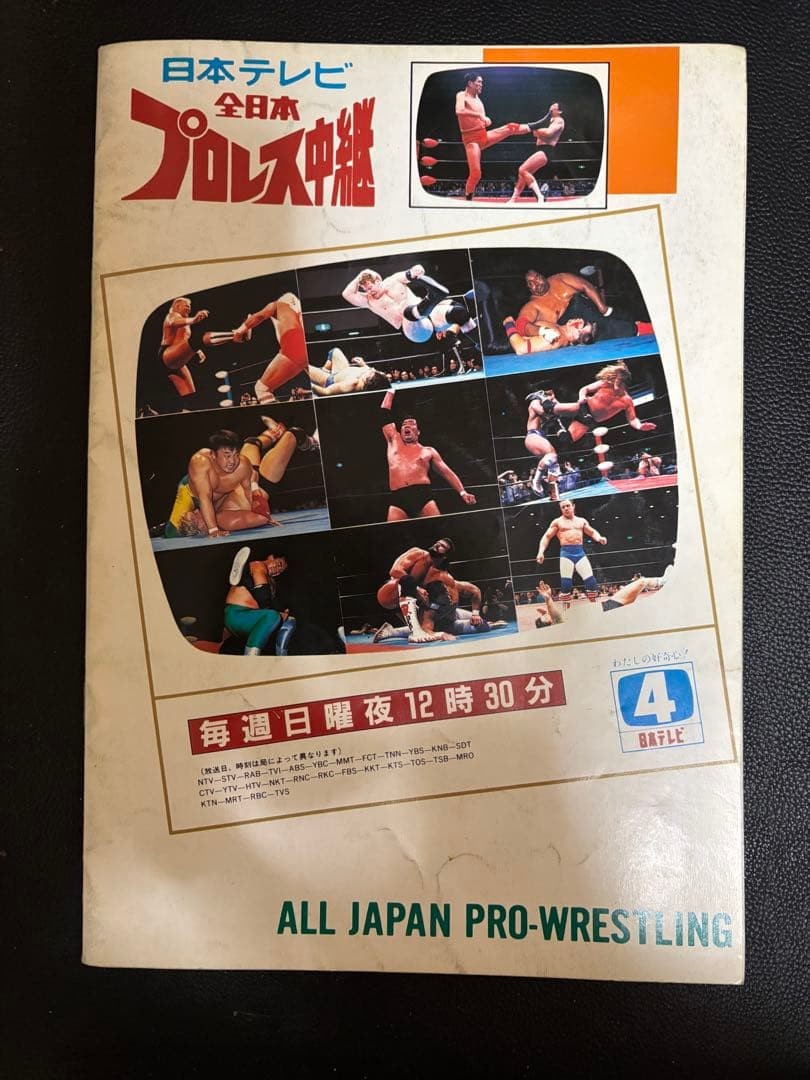 日本テレビ
全日本
プロレス中継
毎週日曜夜12時30分
(放送日、時刻は局によって異なります)
NTV—STV—RAB—TVI—ABS—YBC—MMT—FCT—TNN—YBS—KNB—SDT
CTV—YTV—HTV—NKT—RNC—RKC—FBS—KKT—KTS—TOS—TSB—MRO
KTN—MRT—RBC—TVS
わたしの好奇心!
4
日本テレビ
ALL JAPAN PRO-WRESTLING